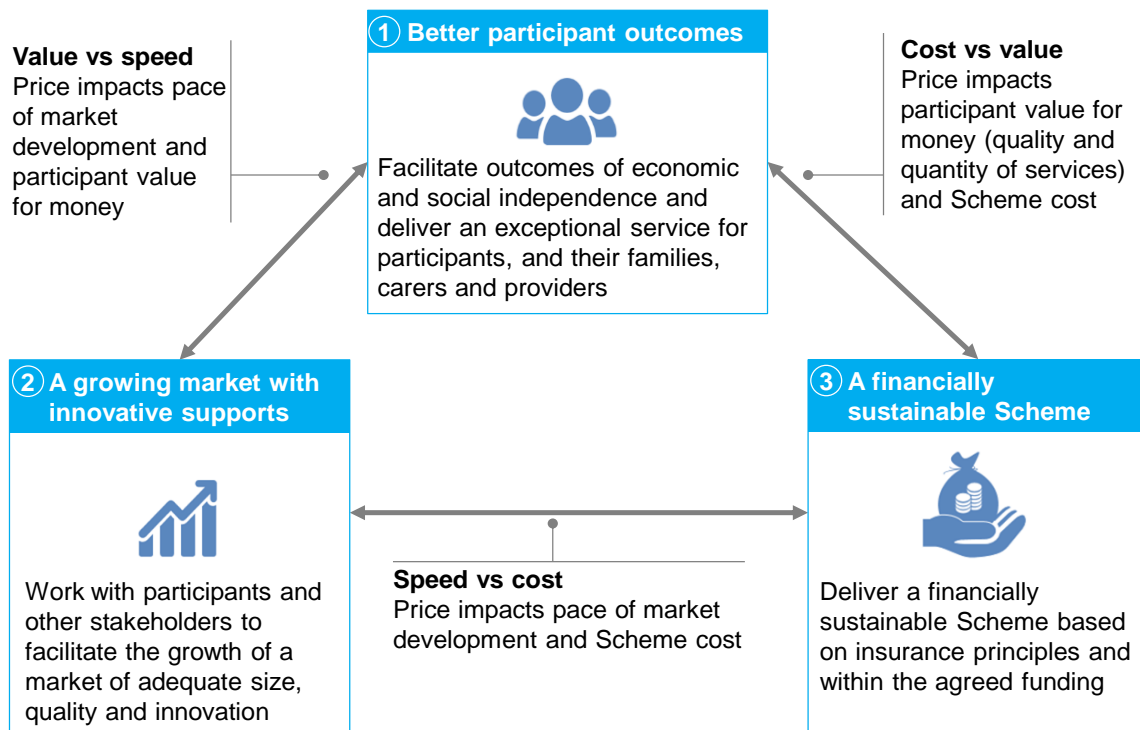 1 Better participant outcomes
Value vs speed
Price impacts pace
of market
development and
participant value
for money
Cost vs value
Price impacts
participant value for
money (quality and
quantity of services)
and Scheme cost
Facilitate outcomes of economic
and social independence and
deliver an exceptional service for
participants, and their families,
carers and providers
2 A growing market with
innovative supports
3 A financially
sustainable Scheme
Speed vs cost
Price impacts pace of market
development and Scheme cost
Work with participants and
other stakeholders to
facilitate the growth of a
market of adequate size,
quality and innovation
Deliver a financially
sustainable Scheme based
on insurance principles and
within the agreed funding